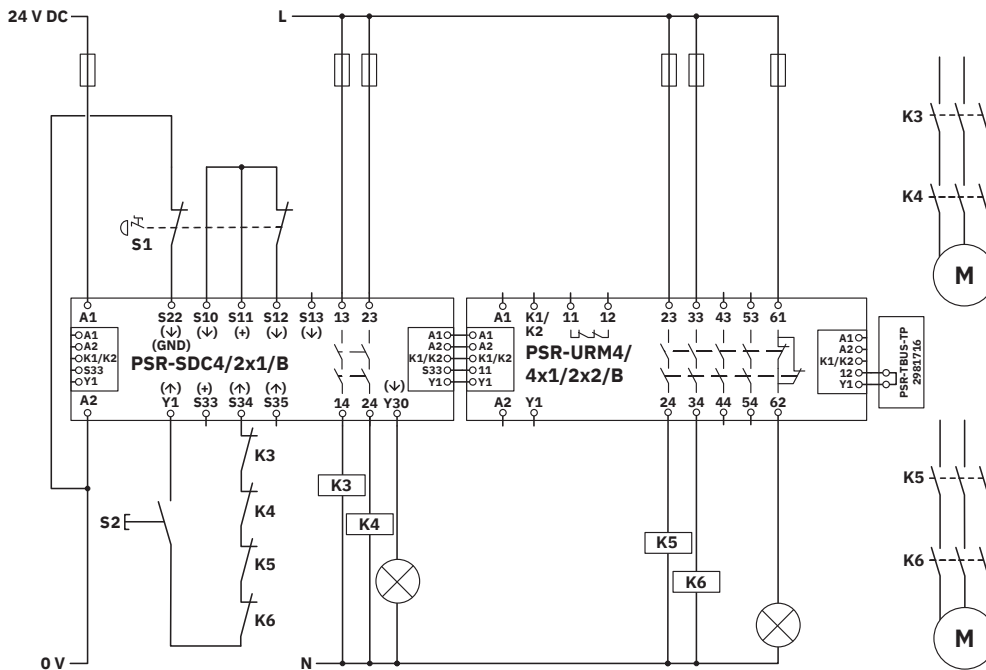 24 V DC
L
K3
K4
S1
A1 S22 S10 S11 S12 S13 13 23
(↓) (↓) (+) (↓) (↓)
(GND)
A1
A2
K1/K2
S33
Y1
PSR-SDC4/2x1/B
A1
A2
K1/K2
S33
Y1
(↑) (+) (↑) (↑) (↓)
A2 Y1 S33 S34 S35 14 24 Y30
A1 K1/K2 11 12 23 33 43 53 61
A1
A2
K1/K2
11
Y1
PSR-URM4/
4x1/2x2/B
A1
A2
K1/K2
12
Y1
PSR-TBUS-TP
2981716
A2 Y1 24 34 44 54 62
M
K3
K4
K5
K6
S2
K3
K4
K5
K6
K5
K6
M
0 V
N